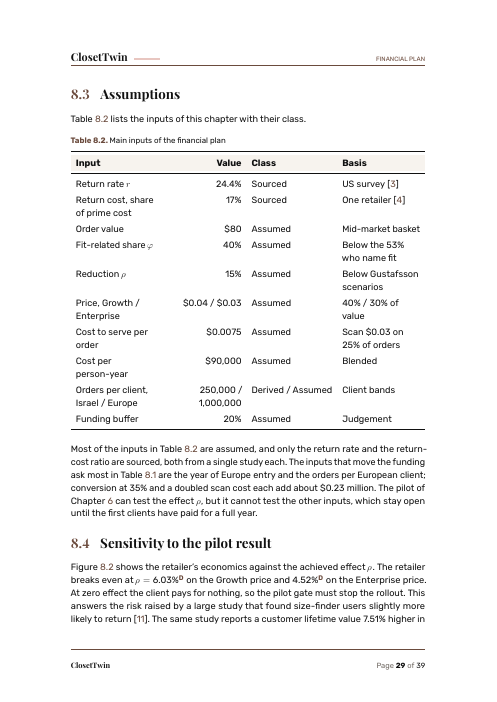 ClosetTwin
FINANCIAL PLAN
8.3 Assumptions
Table 8.2 lists the inputs of this chapter with their class.
Table 8.2. Main inputs of the financial plan
Input Value Class Basis
Return rate r 24.4% Sourced US survey [3]
Return cost, share 17% Sourced One retailer [4]
of prime cost
Order value $80 Assumed Mid-market basket
Fit-related share φ 40% Assumed Below the 53%
who name fit
Reduction ρ 15% Assumed Below Gustafsson
scenarios
Price, Growth / $0.04 / $0.03 Assumed 40% / 30% of
Enterprise value
Cost to serve per $0.0075 Assumed Scan $0.03 on
order 25% of orders
Cost per $90,000 Assumed Blended
person-year
Orders per client, 250,000 / Derived / Assumed Client bands
Israel / Europe 1,000,000
Funding buffer 20% Assumed Judgement
Most of the inputs in Table 8.2 are assumed, and only the return rate and the return-
cost ratio are sourced, both from a single study each. The inputs that move the funding
ask most in Table 8.1 are the year of Europe entry and the orders per European client;
conversion at 35% and a doubled scan cost each add about $0.23 million. The pilot of
Chapter 6 can test the effect ρ, but it cannot test the other inputs, which stay open
until the first clients have paid for a full year.
8.4 Sensitivity to the pilot result
Figure 8.2 shows the retailer's economics against the achieved effect ρ. The retailer
breaks even at ρ = 6.03%ᴰ on the Growth price and 4.52%ᴰ on the Enterprise price.
At zero effect the client pays for nothing, so the pilot gate must stop the rollout. This
answers the risk raised by a large study that found size-finder users slightly more
likely to return [11]. The same study reports a customer lifetime value 7.51% higher in
ClosetTwin
Page 29 of 39